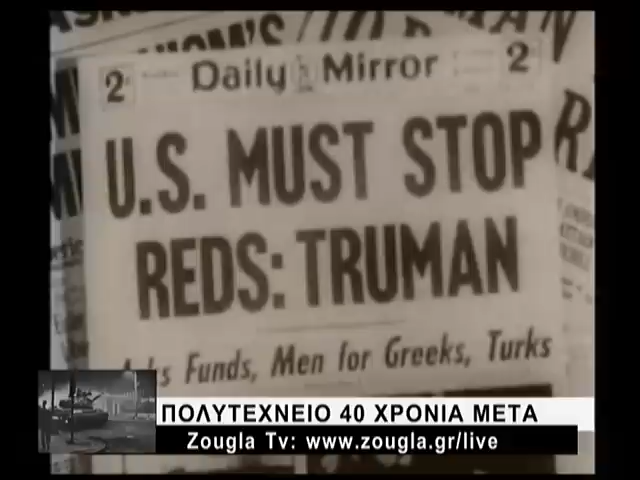 2¢ Daily Mirror 2¢
U.S. MUST STOP
REDS: TRUMAN
Funds, Men for Greeks, Turks
ΠΟΛΥΤΕΧΝΕΙΟ 40 ΧΡΟΝΙΑ ΜΕΤΑ
Zougla Tv: www.zougla.gr/live